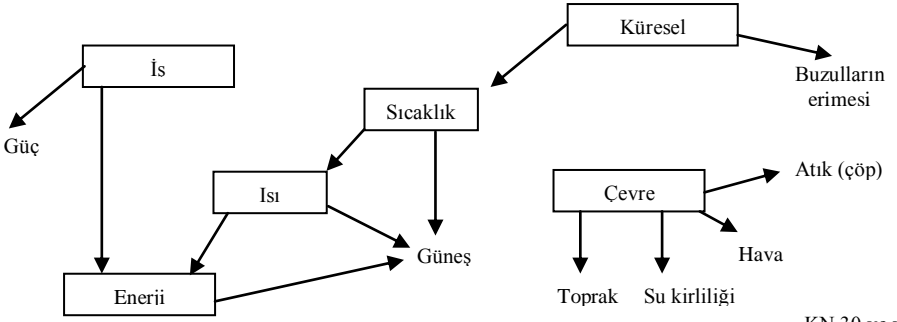 Küresel
İs
Buzulların
erimesi
Sıcaklık
Güç
Atık (çöp)
Isı
Çevre
Güneş
Hava
Enerji
Toprak
Su kirliliği